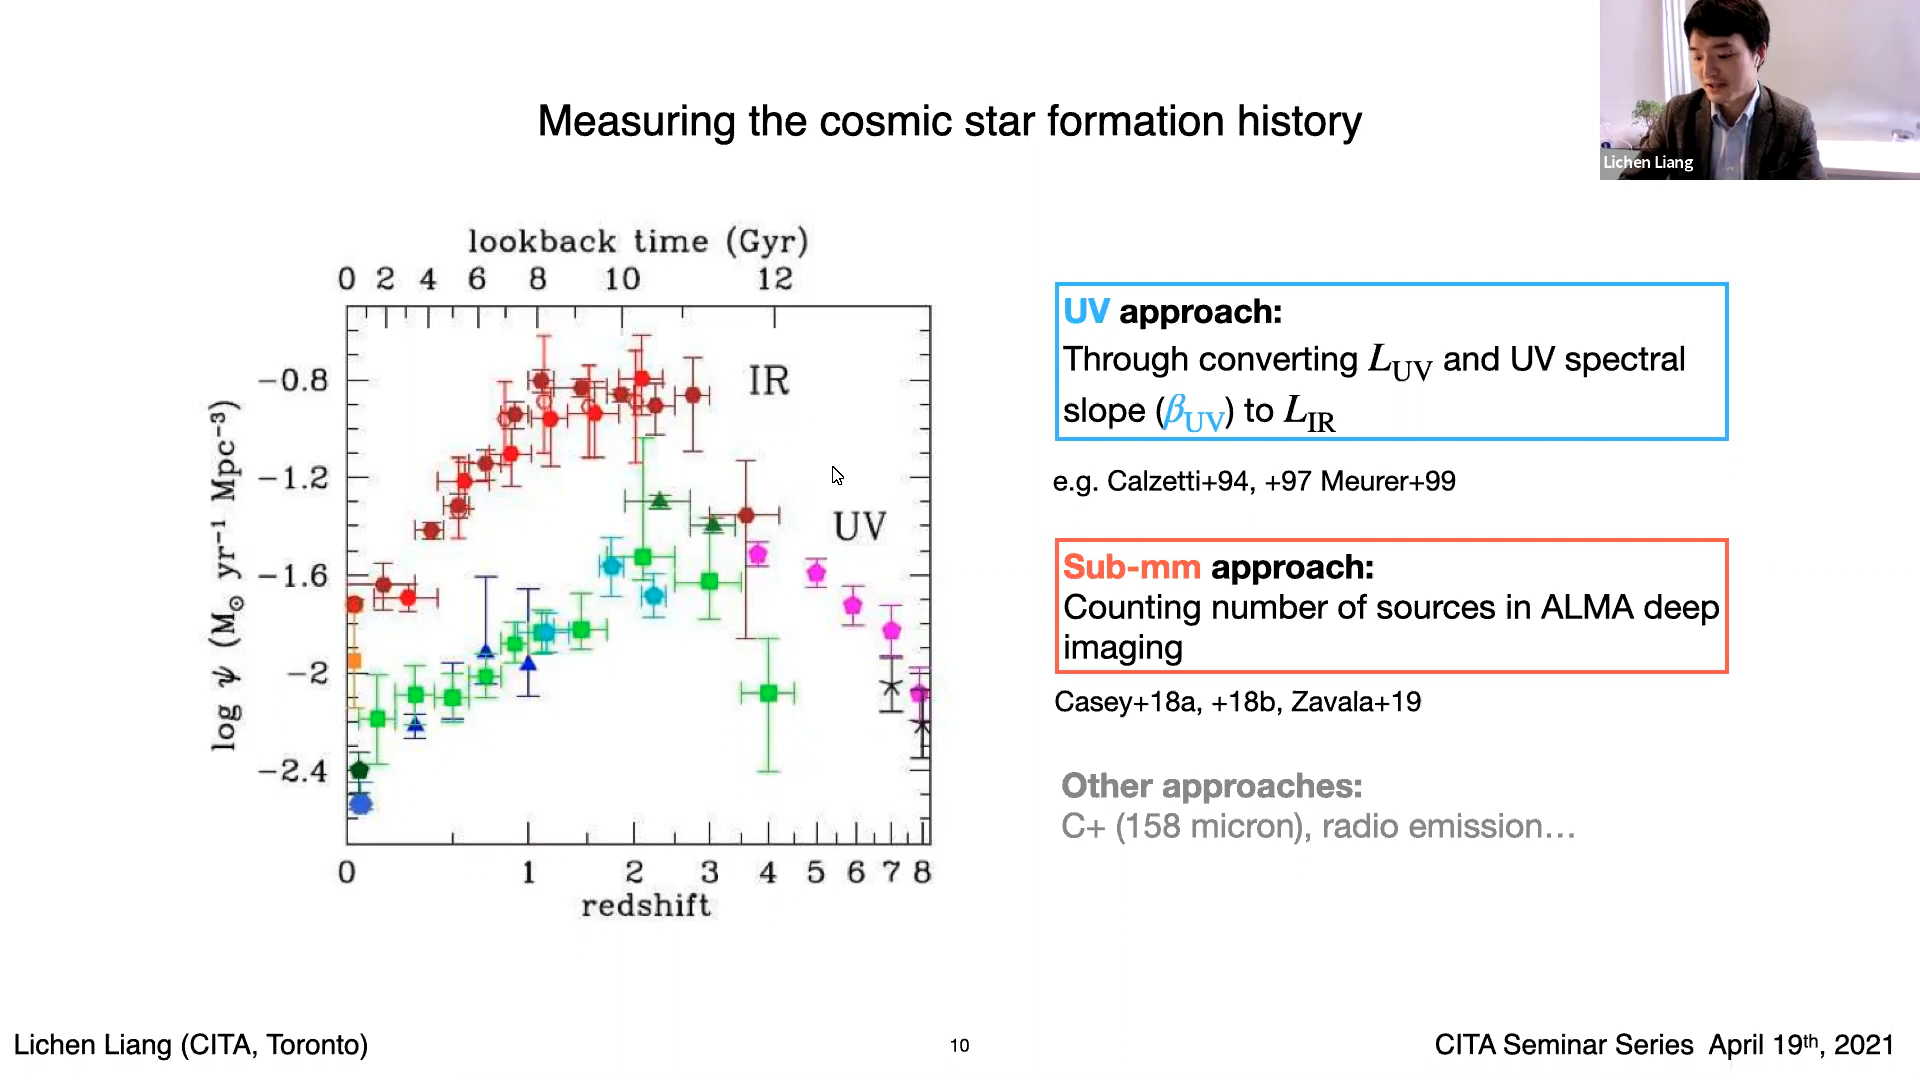 Measuring the cosmic star formation history
Lichen Liang
lookback time (Gyr)
0 2 4 6 8 10 12
IR
UV
−0.8
−1.2
−1.6
−2
−2.4
log ψ (M⊙ yr⁻¹ Mpc⁻³)
0 1 2 3 4 5 6 7 8
redshift
UV approach:
Through converting L_UV and UV spectral
slope (β_UV) to L_IR
e.g. Calzetti+94, +97 Meurer+99
Sub-mm approach:
Counting number of sources in ALMA deep
imaging
Casey+18a, +18b, Zavala+19
Other approaches:
C+ (158 micron), radio emission…
Lichen Liang (CITA, Toronto)
10
CITA Seminar Series April 19th, 2021